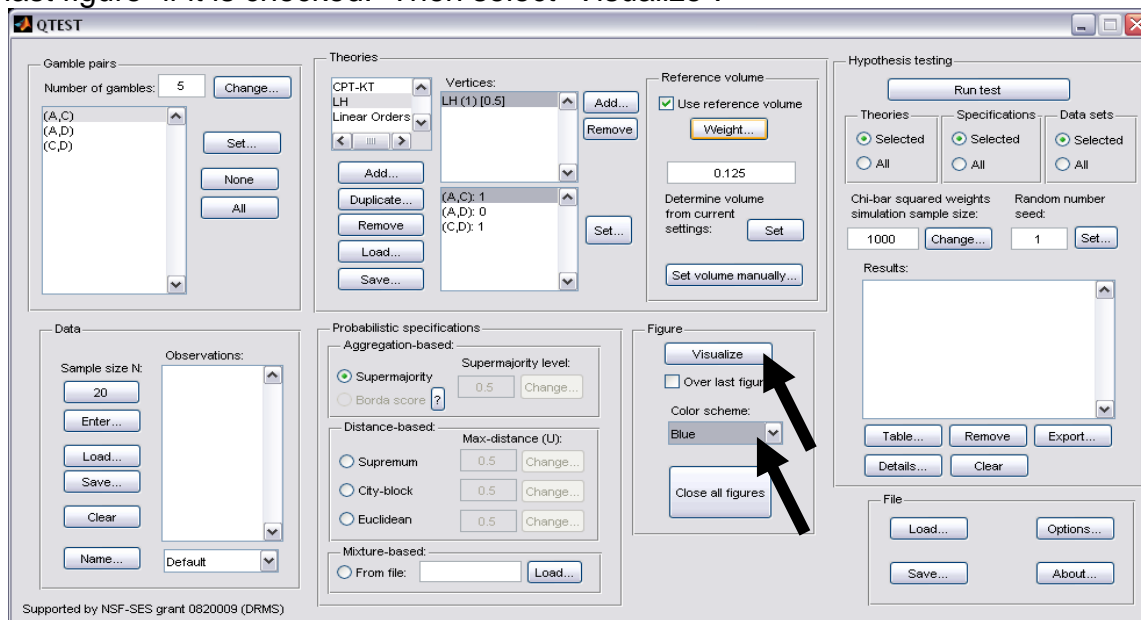 last figure" if it is checked. Then select "Visualize".
QTEST
Gamble pairs
Number of gambles: 5 Change...
(A,C)
(A,D)
(C,D)
Set...
None
All
Theories
CPT-KT
LH
Linear Orders
Add...
Duplicate...
Remove
Load...
Save...
Vertices:
LH (1) [0.5]
Add...
Remove
(A,C): 1
(A,D): 0
(C,D): 1
Set...
Reference volume
Use reference volume
Weight...
0.125
Determine volume
from current
settings: Set
Set volume manually...
Hypothesis testing
Run test
Theories
Selected
All
Specifications
Selected
All
Data sets
Selected
All
Chi-bar squared weights
simulation sample size:
1000 Change...
Random number
seed:
1 Set...
Results:
Table... Remove Export...
Details... Clear
Data
Sample size N:
20
Enter...
Load...
Save...
Clear
Name...
Observations:
Default
Probabilistic specifications
Aggregation-based:
Supermajority level:
Supermajority 0.5 Change...
Borda score ?
Distance-based:
Max-distance (U):
Supremum 0.5 Change...
City-block 0.5 Change...
Euclidean 0.5 Change...
Mixture-based:
From file: Load...
Figure
Visualize
Over last
Color scheme:
Blue
Close all figures
File
Load... Options...
Save... About...
Supported by NSF-SES grant 0820009 (DRMS)